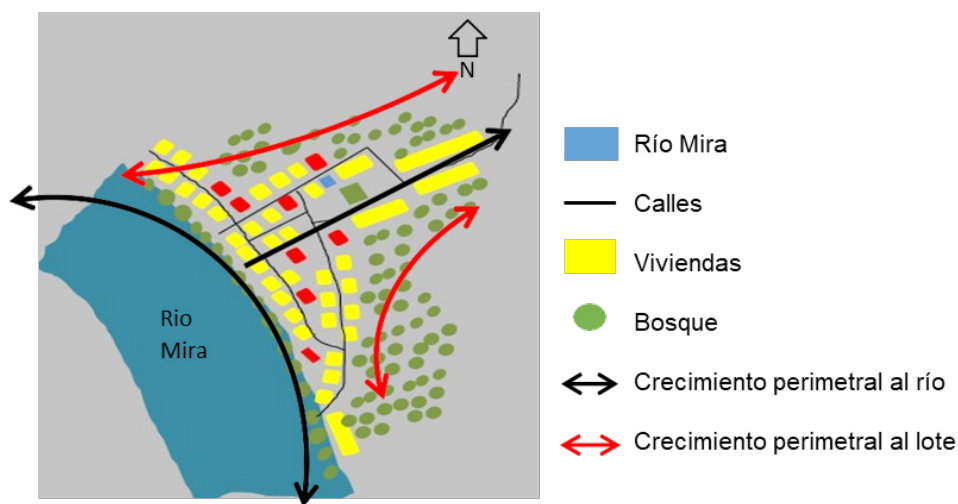 N
Rio
Mira
Río Mira
Calles
Viviendas
Bosque
Crecimiento perimetral al río
Crecimiento perimetral al lote